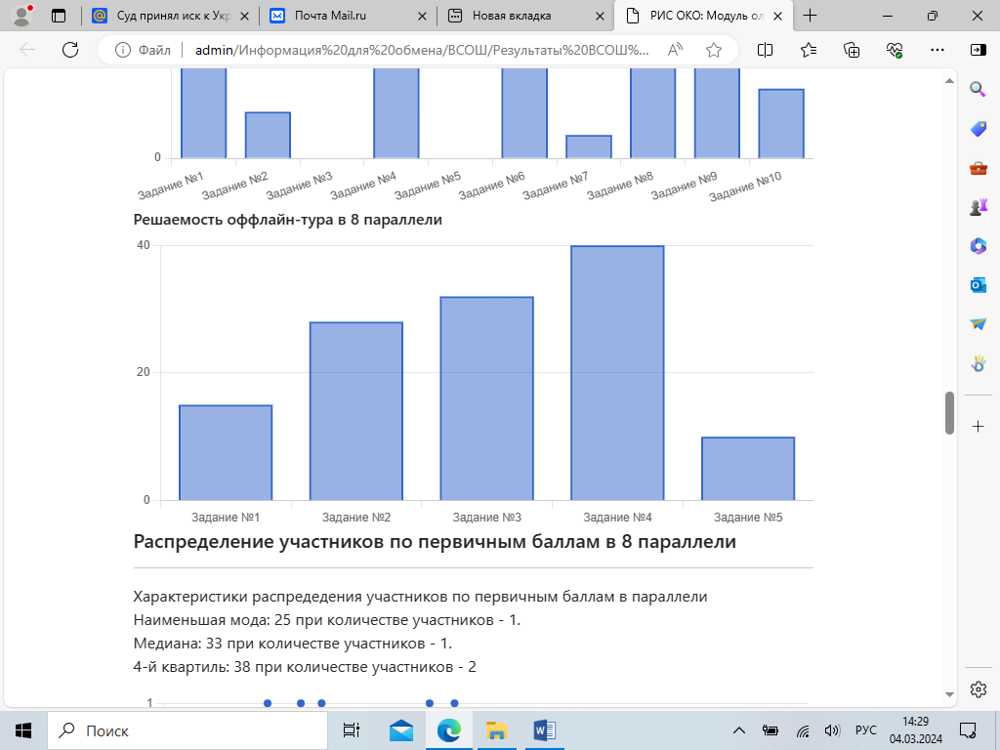 Суд принял иск к Укр
Почта Mail.ru
Новая вкладка
РИС ОКО: Модуль ол
Файл
admin/Информация%20для%20обмена/ВСОШ/Результаты%20ВСОШ%...
0
Задание №1 Задание №2 Задание №3 Задание №4 Задание №5 Задание №6 Задание №7 Задание №8 Задание №9 Задание №10
Решаемость оффлайн-тура в 8 параллели
40
20
0
Задание №1 Задание №2 Задание №3 Задание №4 Задание №5
Распределение участников по первичным баллам в 8 параллели
Характеристики распредедения участников по первичным баллам в параллели
Наименьшая мода: 25 при количестве участников - 1.
Медиана: 33 при количестве участников - 1.
4-й квартиль: 38 при количестве участников - 2
1
Поиск
РУС
14:29
04.03.2024